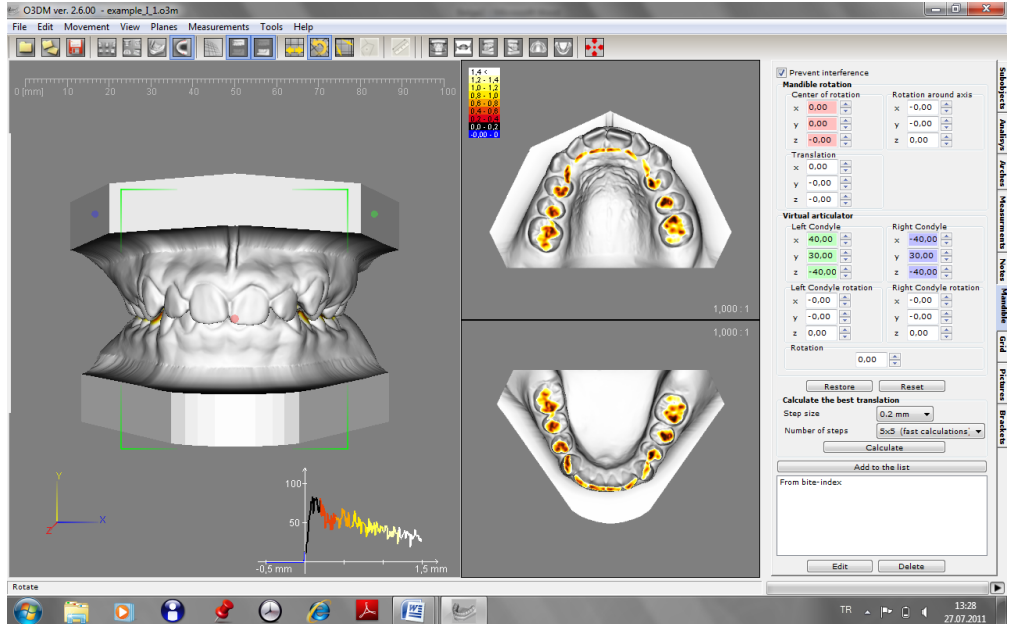 O3DM ver. 2.6.00 - example_I_1.o3m
File Edit Movement View Planes Measurements Tools Help
0 [mm] 10 20 30 40 50 60 70 80 90 100
1,4 <
1,2 - 1,4
1,0 - 1,2
0,8 - 1,0
0,6 - 0,8
0,4 - 0,6
0,2 - 0,4
0,0 - 0,2
-0,00 - 0
1,000 : 1
1,000 : 1
Y
X
Z
100
50
-0,5 mm
1,5 mm
Prevent interference
Mandible rotation
Center of rotation Rotation around axis
x 0,00 x -0.00
y 0,00 y -0,00
z -0,00 z 0,00
Translation
x 0,00
y -0,00
z -0,00
Virtual articulator
Left Condyle Right Condyle
x 40,00 x -40,00
y 30,00 y 30,00
z -40,00 z -40,00
Left Condyle rotation Right Condyle rotation
x -0,00 x -0,00
y -0,00 y -0,00
z 0,00 z 0,00
Rotation
0,00
Restore Reset
Calculate the best translation
Step size 0.2 mm
Number of steps 5x5 (fast calculations)
Calculate
Add to the list
From bite-index
Edit Delete
Subobjects
Analisys
Arches
Measurments
Notes
Mandible
Grid
Pictures
Brackets
Rotate
TR
13:28
27.07.2011